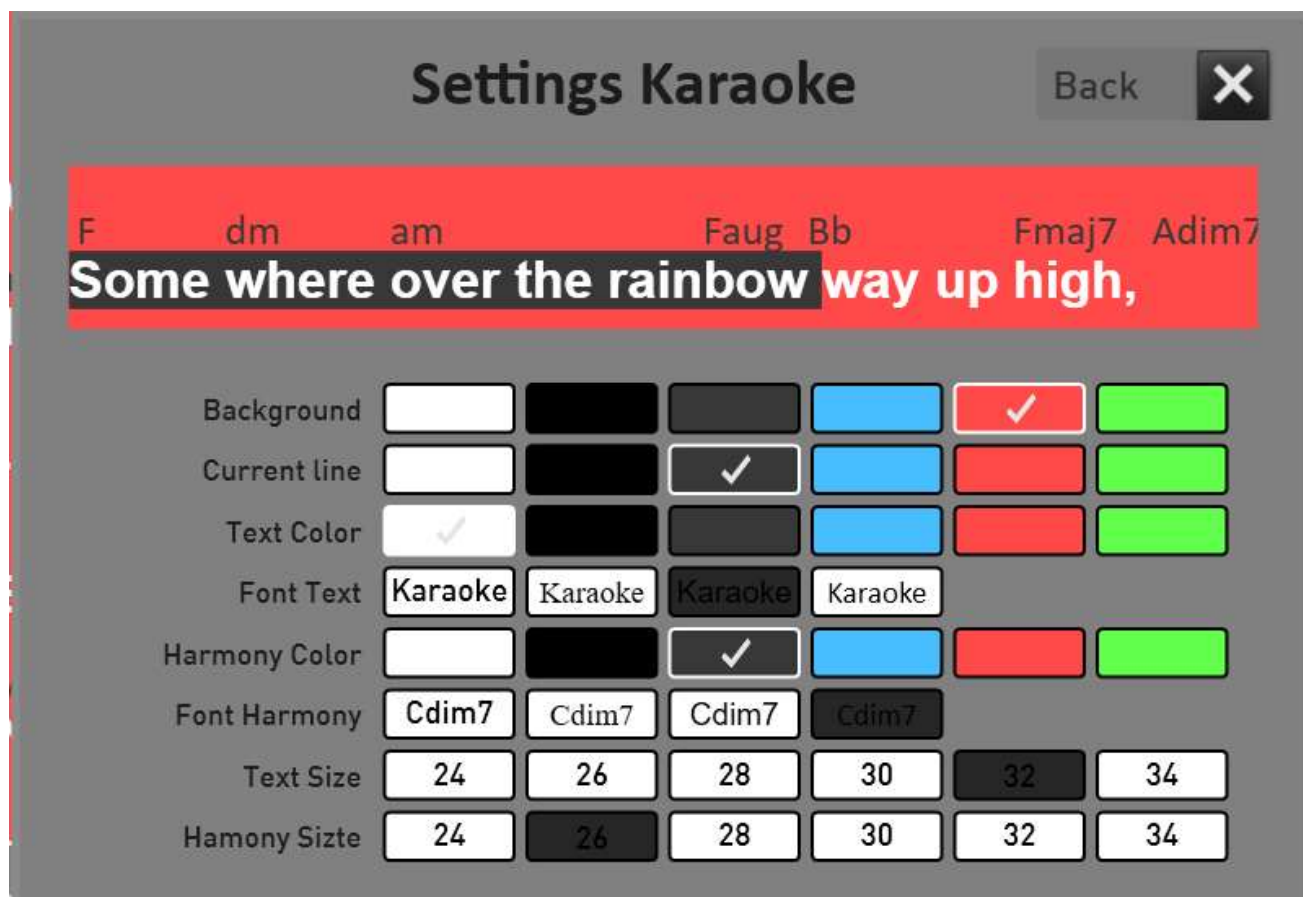 Settings Karaoke Back
F dm am Faug Bb Fmaj7 Adim7
Some where over the rainbow way up high,
Background
Current line
Text Color
Font Text Karaoke Karaoke Karaoke Karaoke
Harmony Color
Font Harmony Cdim7 Cdim7 Cdim7 Cdim7
Text Size 24 26 28 30 32 34
Hamony Sizte 24 26 28 30 32 34